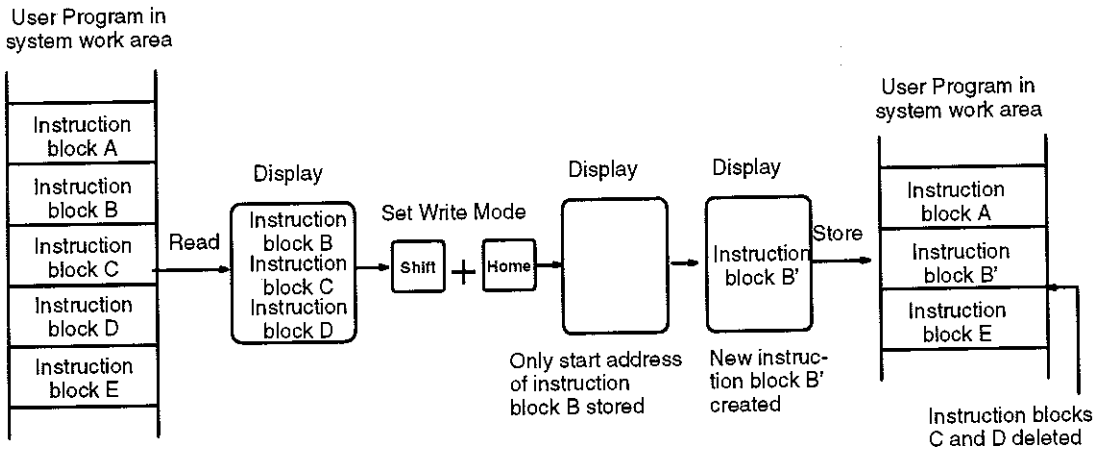 User Program in
system work area
Instruction
block A
Instruction
block B
Instruction
block C
Instruction
block D
Instruction
block E
Read
Display
Instruction
block B
Instruction
block C
Instruction
block D
Set Write Mode
Shift
+
Home
Display
Only start address
of instruction
block B stored
Display
Instruction
block B'
New instruc-
tion block B'
created
Store
User Program in
system work area
Instruction
block A
Instruction
block B'
Instruction
block E
Instruction blocks
C and D deleted